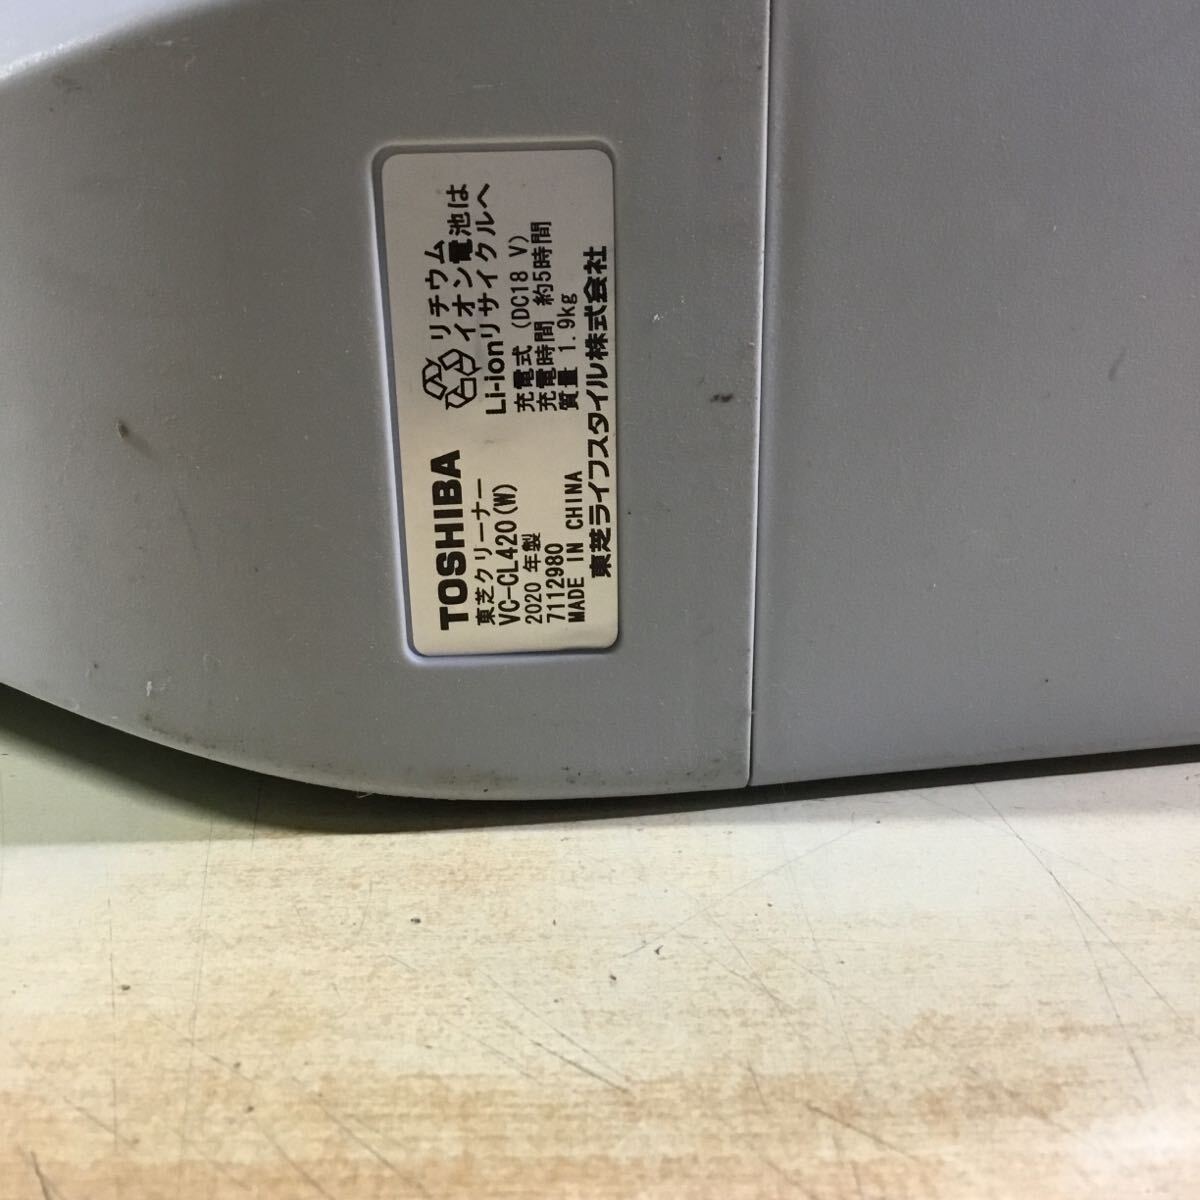 TOSHIBA
東芝クリーナー
VC-CL420(W)
2020 年製
7112980
MADE IN CHINA
リチウム
イオン電池は
Li-ionリサイクルへ
充電式 (DC18 V)
充電時間 約5時間
質量 1.9kg
東芝ライフスタイル株式会社